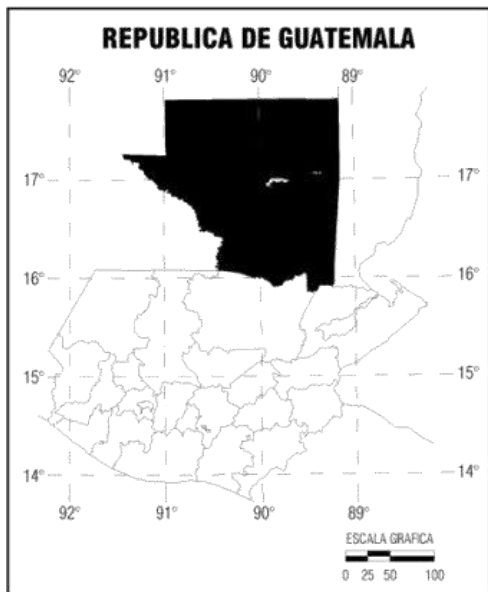 REPUBLICA DE GUATEMALA
92° 91° 90° 89°
17° 17°
16° 16°
15° 15°
14° 14°
92° 91° 90° 89°
ESCALA GRAFICA
0 25 50 100